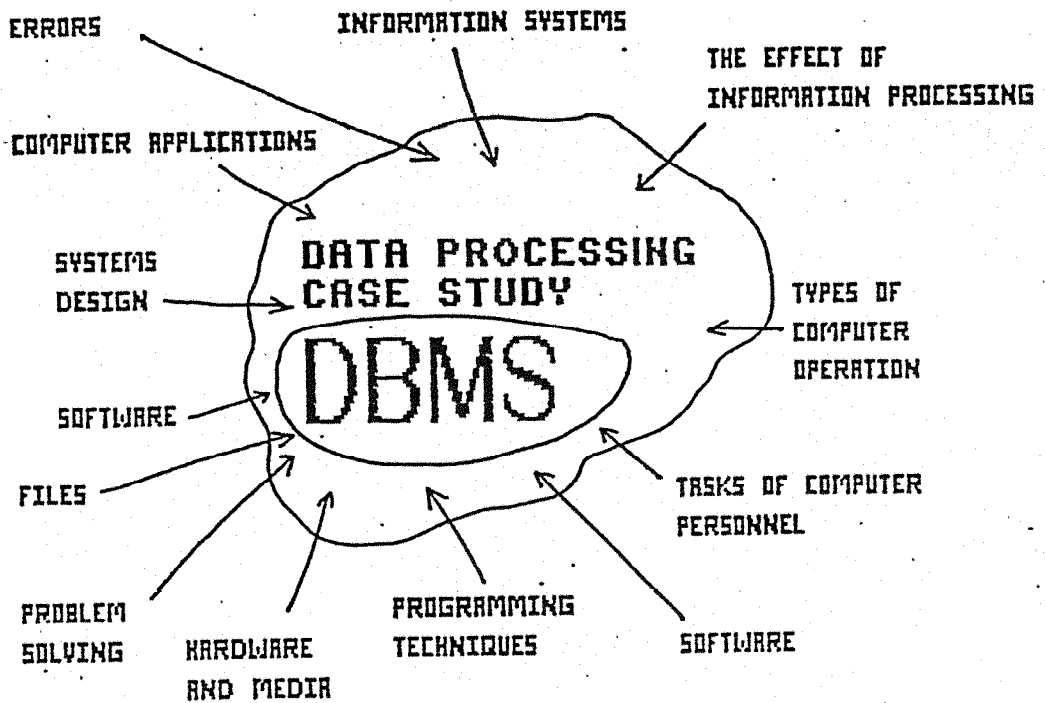 ERRORS
INFORMATION SYSTEMS
THE EFFECT OF
INFORMATION PROCESSING
COMPUTER APPLICATIONS
DATA PROCESSING
CASE STUDY
SYSTEMS
DESIGN
TYPES OF
COMPUTER
OPERATION
DBMS
SOFTWARE
FILES
TASKS OF COMPUTER
PERSONNEL
PROBLEM
SOLVING
HARDWARE
AND MEDIA
PROGRAMMING
TECHNIQUES
SOFTWARE